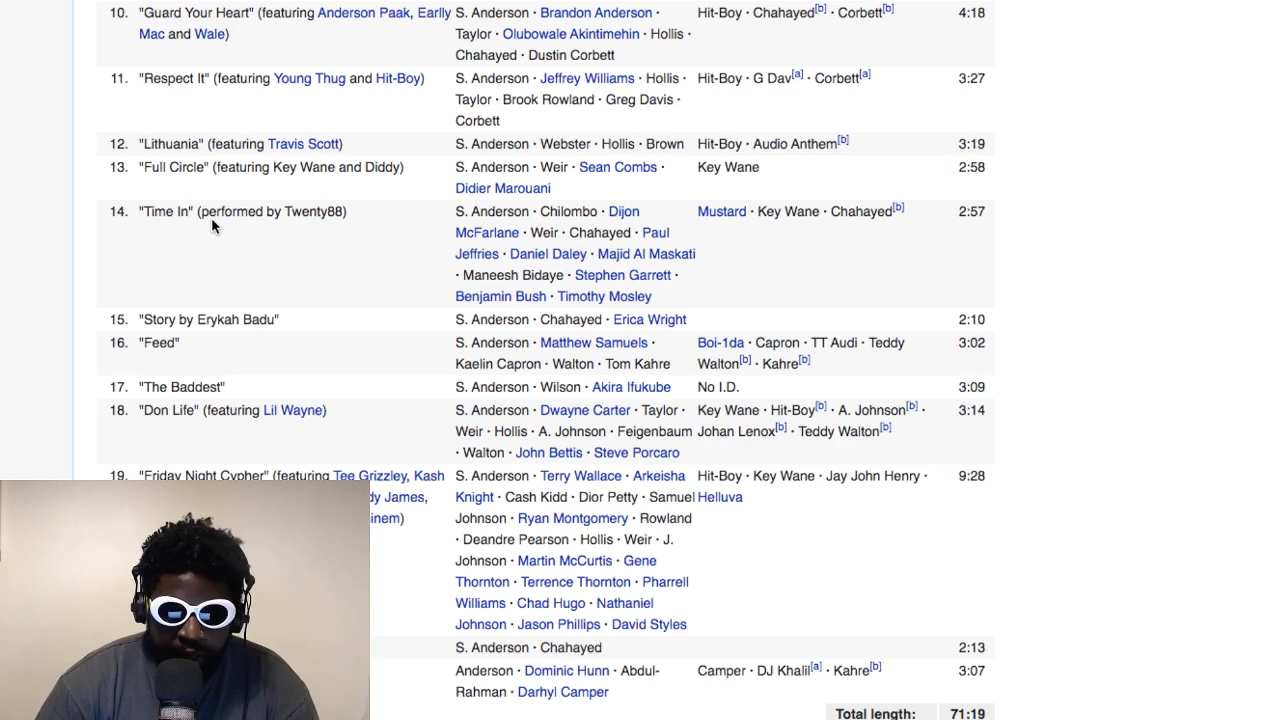 10. "Guard Your Heart" (featuring Anderson Paak, Earlly S. Anderson · Brandon Anderson · Hit-Boy · Chahayed[b] · Corbett[b] 4:18
Mac and Wale) Taylor · Olubowale Akintimehin · Hollis ·
Chahayed · Dustin Corbett
11. "Respect It" (featuring Young Thug and Hit-Boy) S. Anderson · Jeffrey Williams · Hollis · Hit-Boy · G Dav[a] · Corbett[a] 3:27
Taylor · Brook Rowland · Greg Davis ·
Corbett
12. "Lithuania" (featuring Travis Scott) S. Anderson · Webster · Hollis · Brown Hit-Boy · Audio Anthem[b] 3:19
13. "Full Circle" (featuring Key Wane and Diddy) S. Anderson · Weir · Sean Combs · Key Wane 2:58
Didier Marouani
14. "Time In" (performed by Twenty88) S. Anderson · Chilombo · Dijon Mustard · Key Wane · Chahayed[b] 2:57
McFarlane · Weir · Chahayed · Paul
Jeffries · Daniel Daley · Majid Al Maskati
· Maneesh Bidaye · Stephen Garrett ·
Benjamin Bush · Timothy Mosley
15. "Story by Erykah Badu" S. Anderson · Chahayed · Erica Wright 2:10
16. "Feed" S. Anderson · Matthew Samuels · Boi-1da · Capron · TT Audi · Teddy 3:02
Kaelin Capron · Walton · Tom Kahre Walton[b] · Kahre[b]
17. "The Baddest" S. Anderson · Wilson · Akira Ifukube No I.D. 3:09
18. "Don Life" (featuring Lil Wayne) S. Anderson · Dwayne Carter · Taylor · Key Wane · Hit-Boy[b] · A. Johnson[b] · 3:14
Weir · Hollis · A. Johnson · Feigenbaum Johan Lenox[b] · Teddy Walton[b]
· Walton · John Bettis · Steve Porcaro
19. "Friday Night Cypher" (featuring Tee Grizzley, Kash S. Anderson · Terry Wallace · Arkeisha Hit-Boy · Key Wane · Jay John Henry · 9:28
dy James, Knight · Cash Kidd · Dior Petty · Samuel Helluva
inem) Johnson · Ryan Montgomery · Rowland
· Deandre Pearson · Hollis · Weir · J.
Johnson · Martin McCurtis · Gene
Thornton · Terrence Thornton · Pharrell
Williams · Chad Hugo · Nathaniel
Johnson · Jason Phillips · David Styles
S. Anderson · Chahayed 2:13
Anderson · Dominic Hunn · Abdul- Camper · DJ Khalil[a] · Kahre[b] 3:07
Rahman · Darhyl Camper
Total length: 71:19